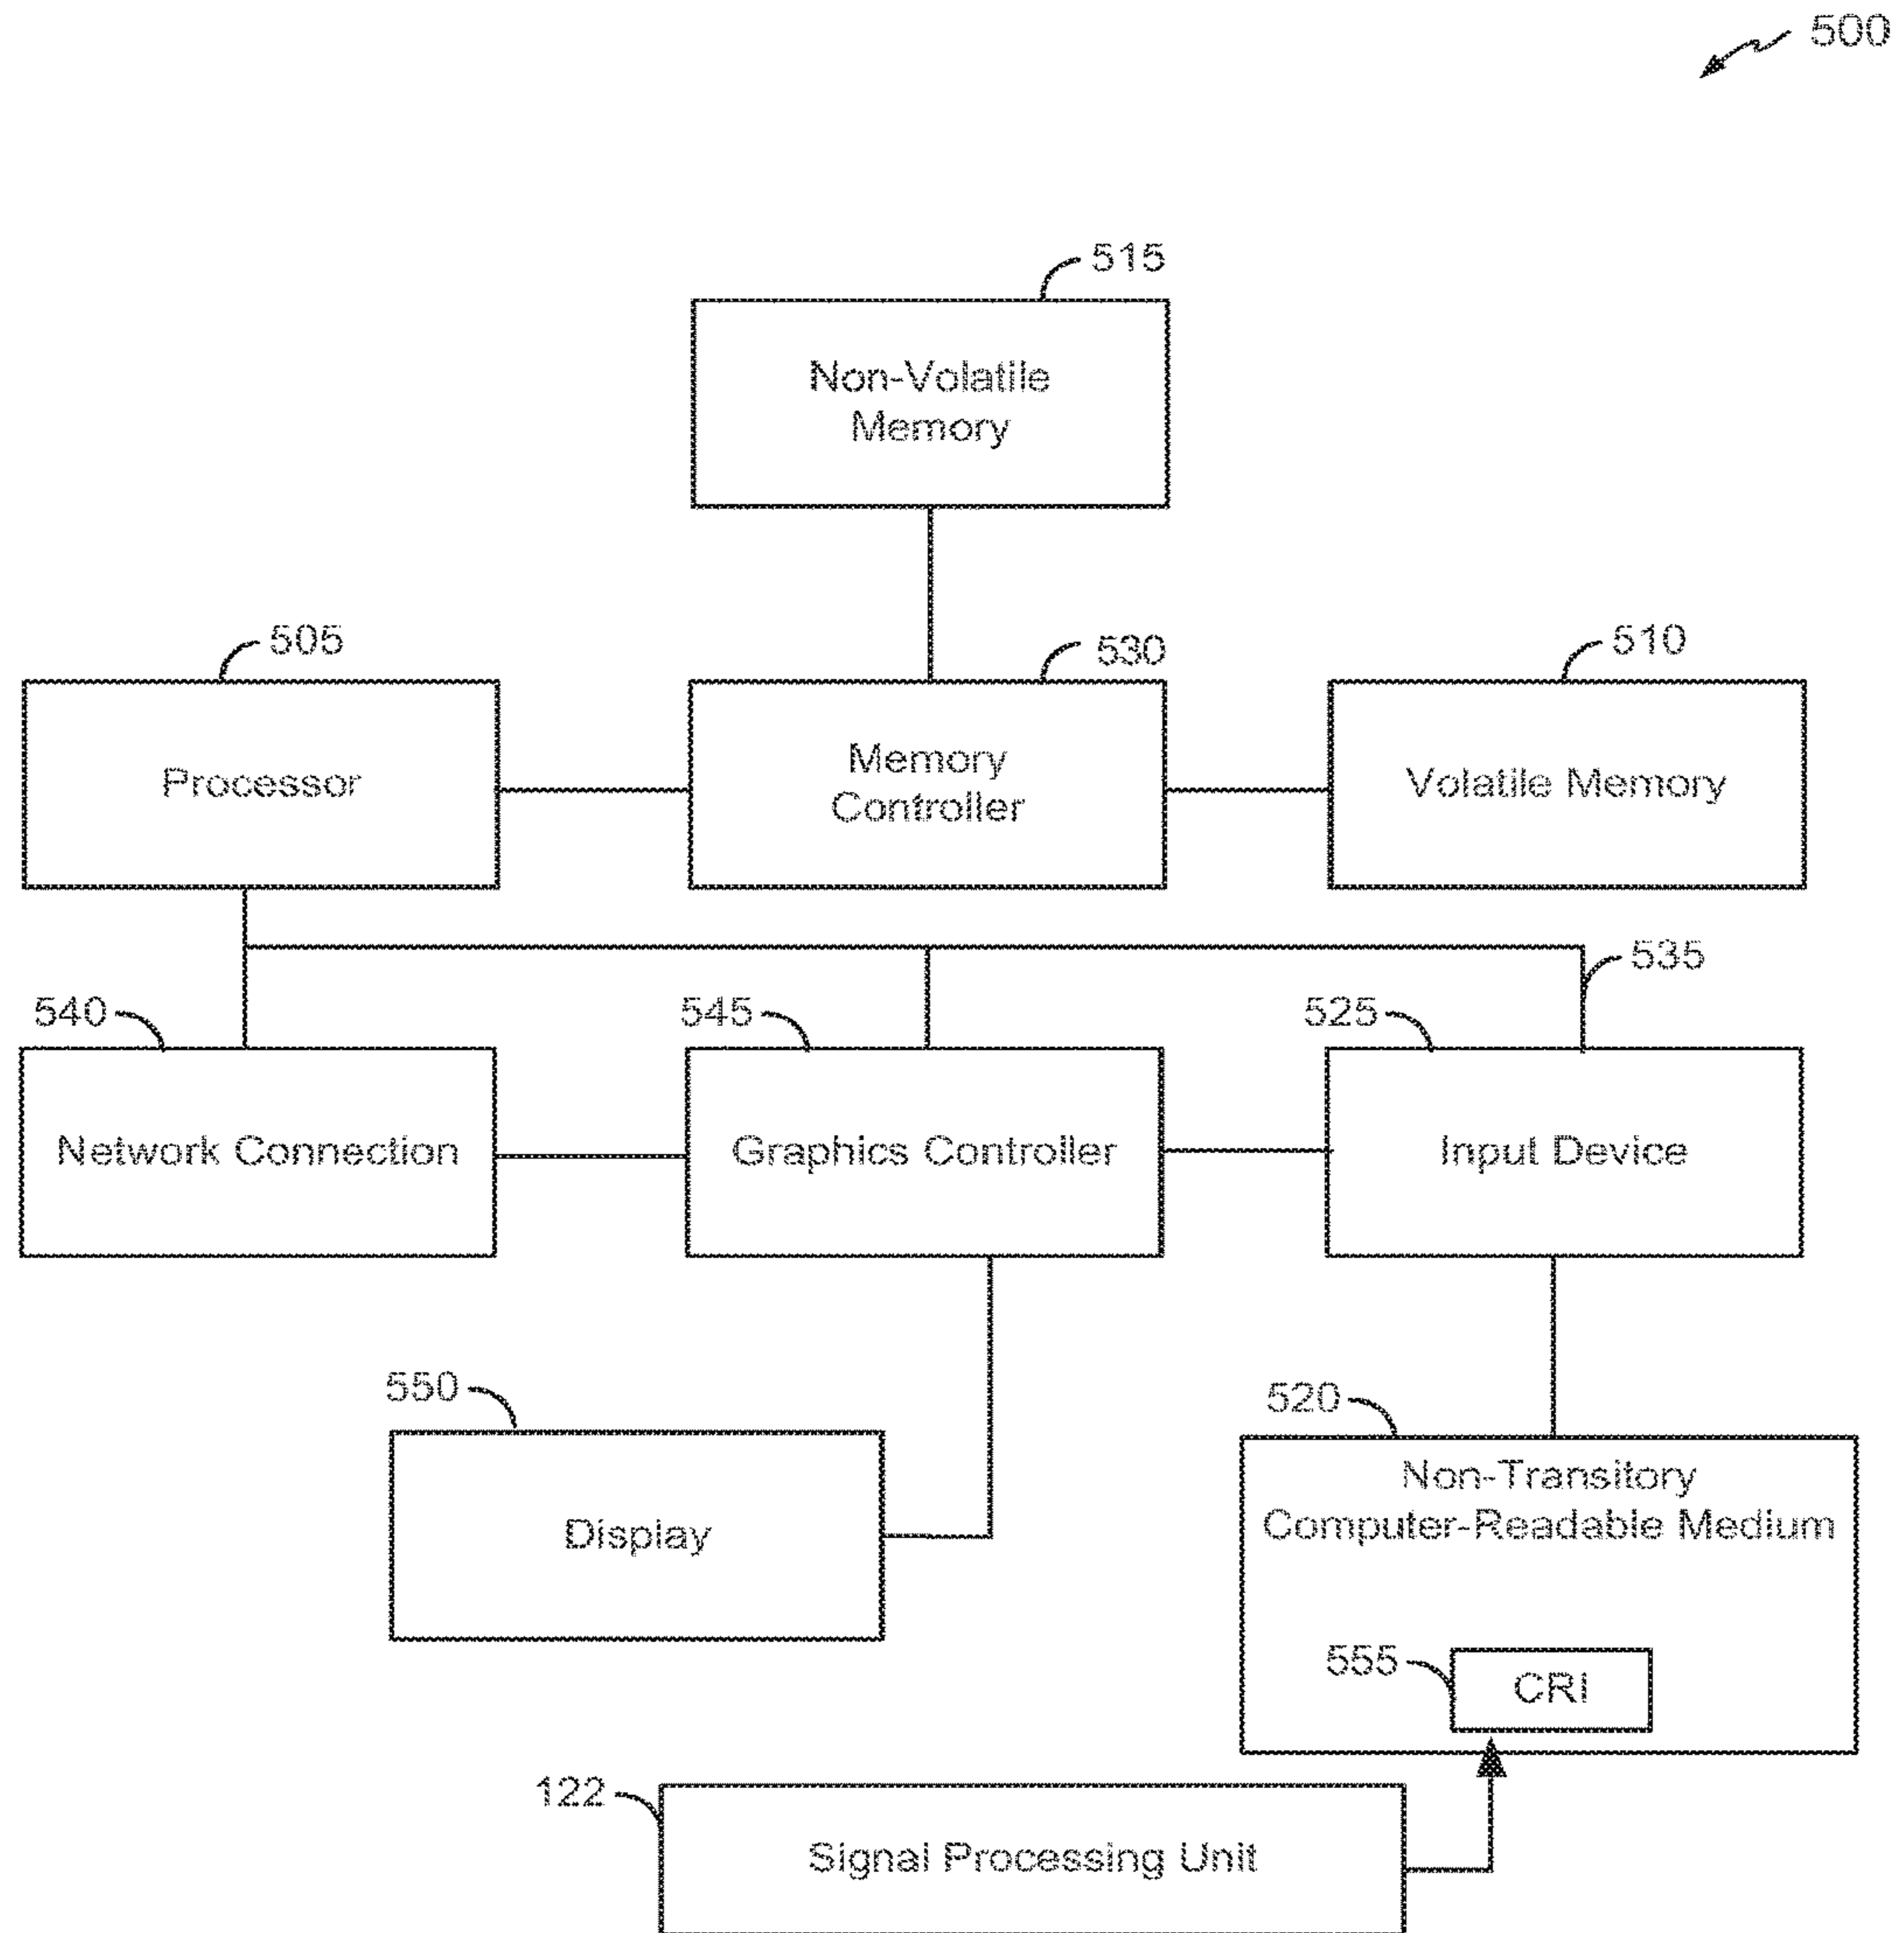 500
515
Non-Volatile
Memory
505
530
510
Processor
Memory
Controller
Volatile Memory
535
540
545
525
Network Connection
Graphics Controller
Input Device
550
520
Display
Non-Transitory
Computer-Readable Medium
555
CRI
122
Signal Processing Unit